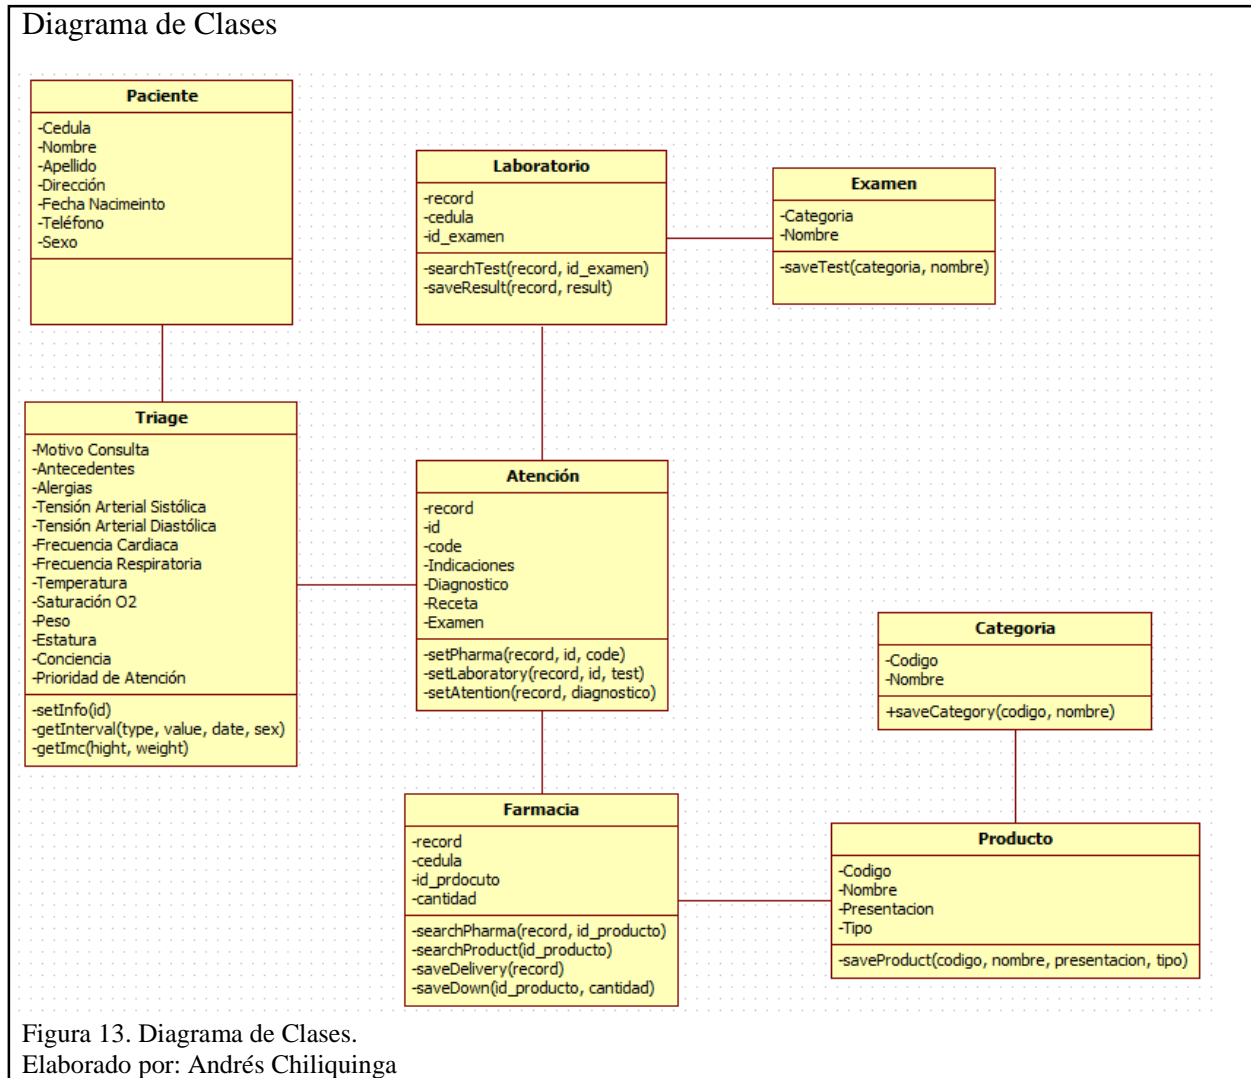 Diagrama de Clases
Paciente
-Cedula
-Nombre
-Apellido
-Dirección
-Fecha Nacimeinto
-Teléfono
-Sexo
Laboratorio
-record
-cedula
-id_examen
-searchTest(record, id_examen)
-saveResult(record, result)
Examen
-Categoria
-Nombre
-saveTest(categoria, nombre)
Triage
-Motivo Consulta
-Antecedentes
-Alergias
-Tensión Arterial Sistólica
-Tensión Arterial Diastólica
-Frecuencia Cardiaca
-Frecuencia Respiratoria
-Temperatura
-Saturación O2
-Peso
-Estatura
-Conciencia
-Prioridad de Atención
-setInfo(id)
-getInterval(type, value, date, sex)
-getImc(hight, weight)
Atención
-record
-id
-code
-Indicaciones
-Diagnostico
-Receta
-Examen
-setPharma(record, id, code)
-setLaboratory(record, id, test)
-setAtention(record, diagnostico)
Categoria
-Codigo
-Nombre
+saveCategory(codigo, nombre)
Farmacia
-record
-cedula
-id_prdocuto
-cantidad
-searchPharma(record, id_producto)
-searchProduct(id_producto)
-saveDelivery(record)
-saveDown(id_producto, cantidad)
Producto
-Codigo
-Nombre
-Presentacion
-Tipo
-saveProduct(codigo, nombre, presentacion, tipo)
Figura 13. Diagrama de Clases.
Elaborado por: Andrés Chiliquinga